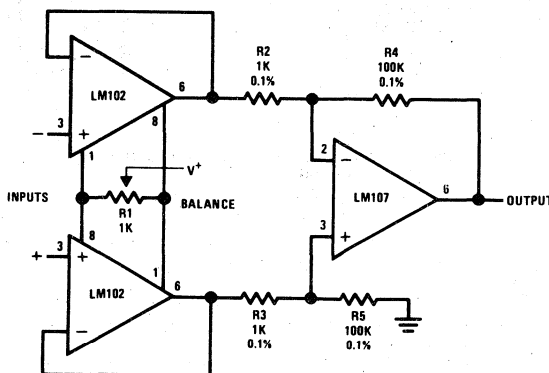 R2
1K
0.1%
R4
100K
0.1%
−
6
LM102
8
− 3 +
1
V+
2 −
INPUTS
R1
1K
BALANCE
LM107
6
OUTPUT
3 +
8
+ 3 +
1
6
LM102
−
R3
1K
0.1%
R5
100K
0.1%